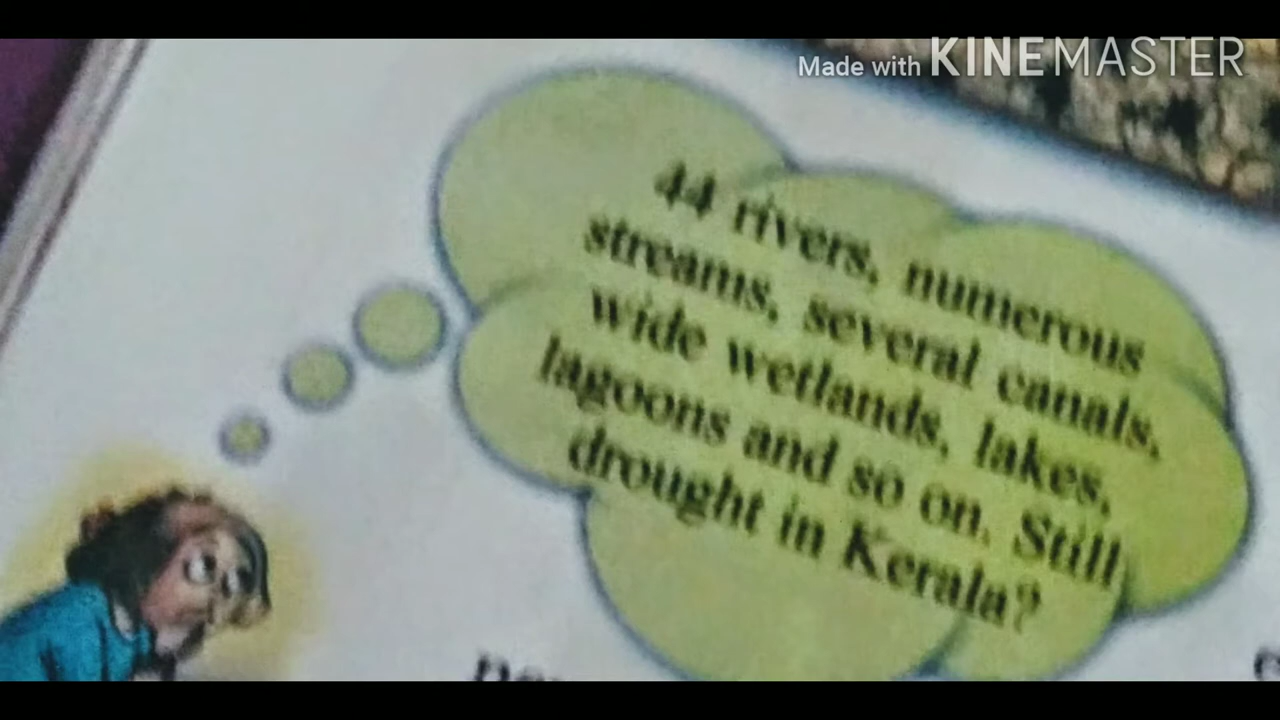 Made with KINEMASTER
44 rivers, numerous
streams, several canals,
wide wetlands, lakes,
lagoons and so on. Still
drought in Kerala?